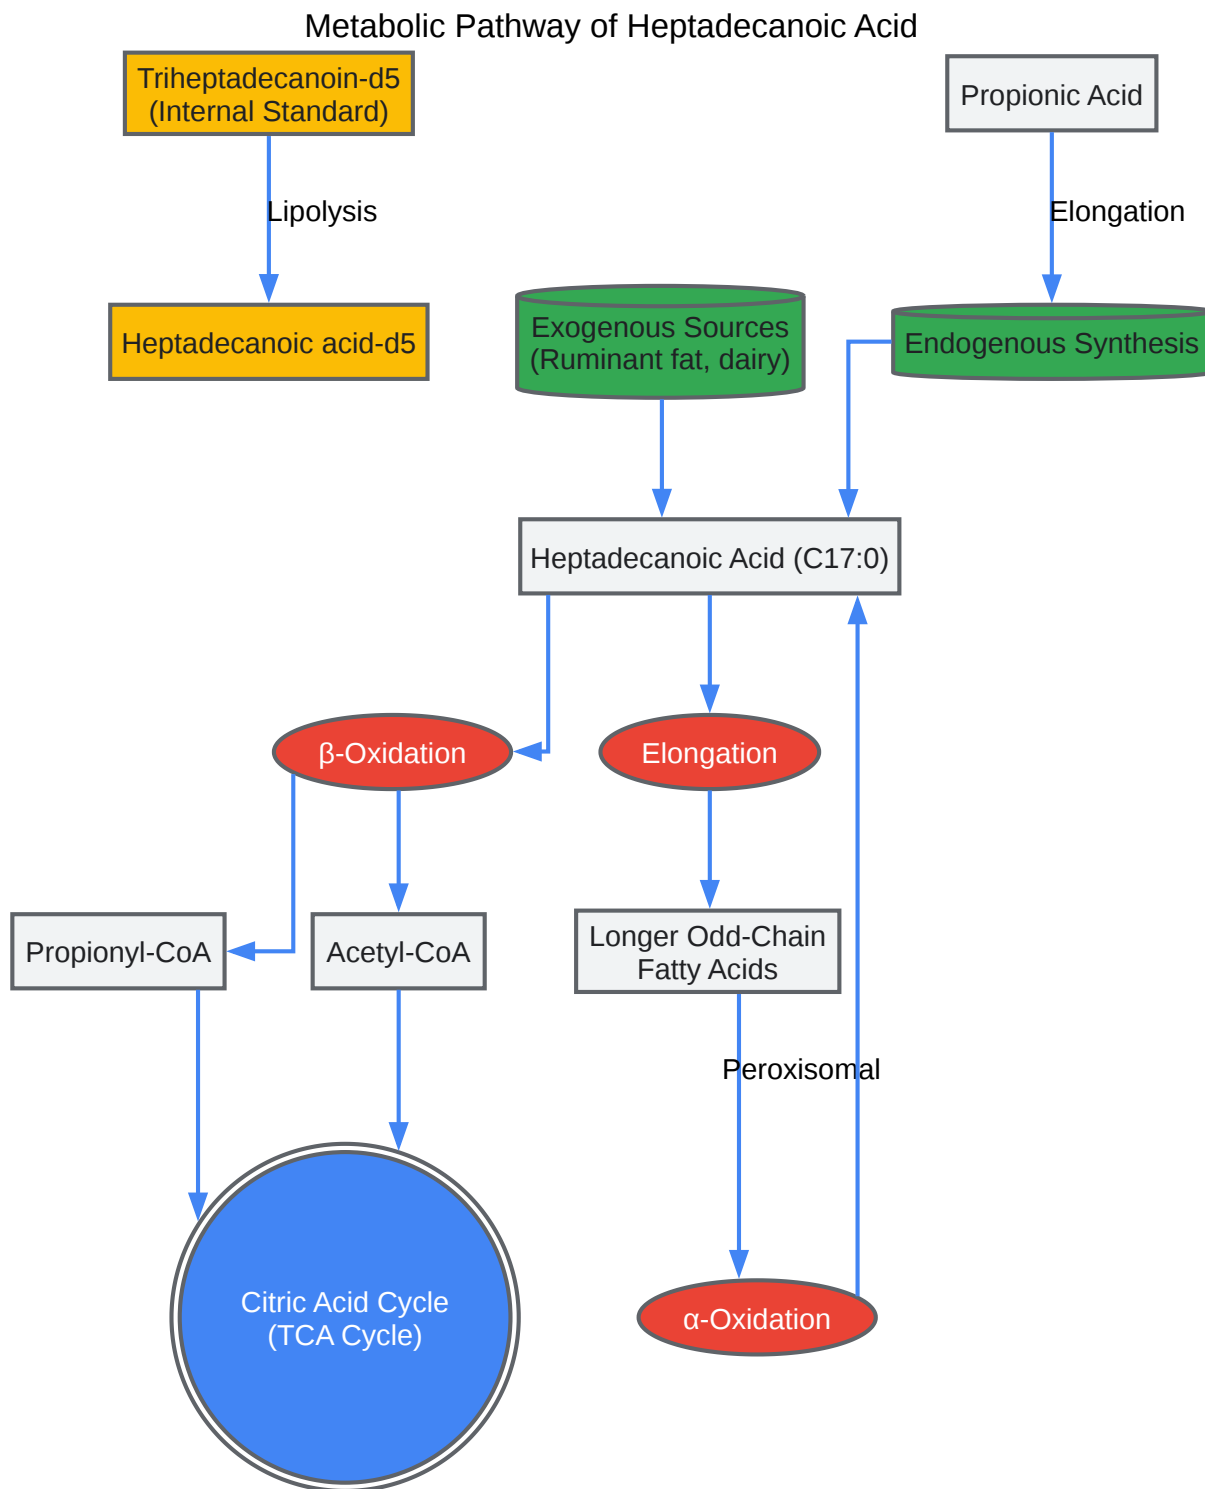 Metabolic Pathway of Heptadecanoic Acid
Triheptadecanoin-d5
(Internal Standard)
Propionic Acid
Lipolysis
Elongation
Heptadecanoic acid-d5
Exogenous Sources
(Ruminant fat, dairy)
Endogenous Synthesis
Heptadecanoic Acid (C17:0)
β-Oxidation
Elongation
Propionyl-CoA
Acetyl-CoA
Longer Odd-Chain
Fatty Acids
Peroxisomal
Citric Acid Cycle
(TCA Cycle)
α-Oxidation